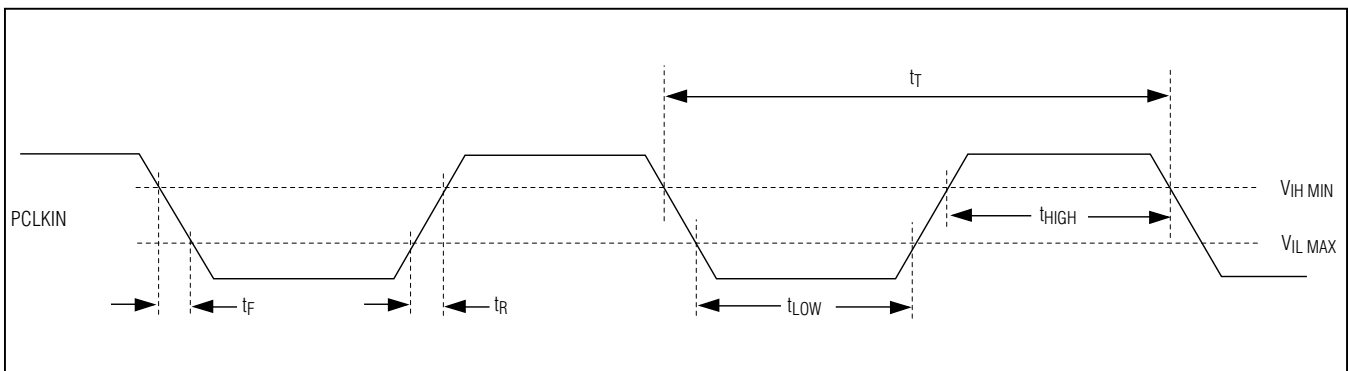 tT
VIH MIN
PCLKIN
tHIGH
VIL MAX
tF
tR
tLOW